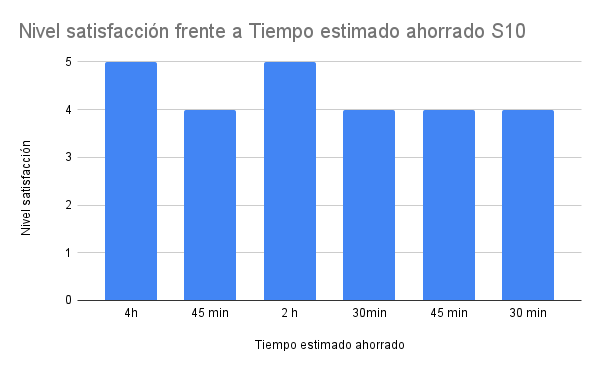 Nivel satisfacción frente a Tiempo estimado ahorrado S10
Nivel satisfacción
5
4
3
2
1
0
4h 45 min 2 h 30min 45 min 30 min
Tiempo estimado ahorrado